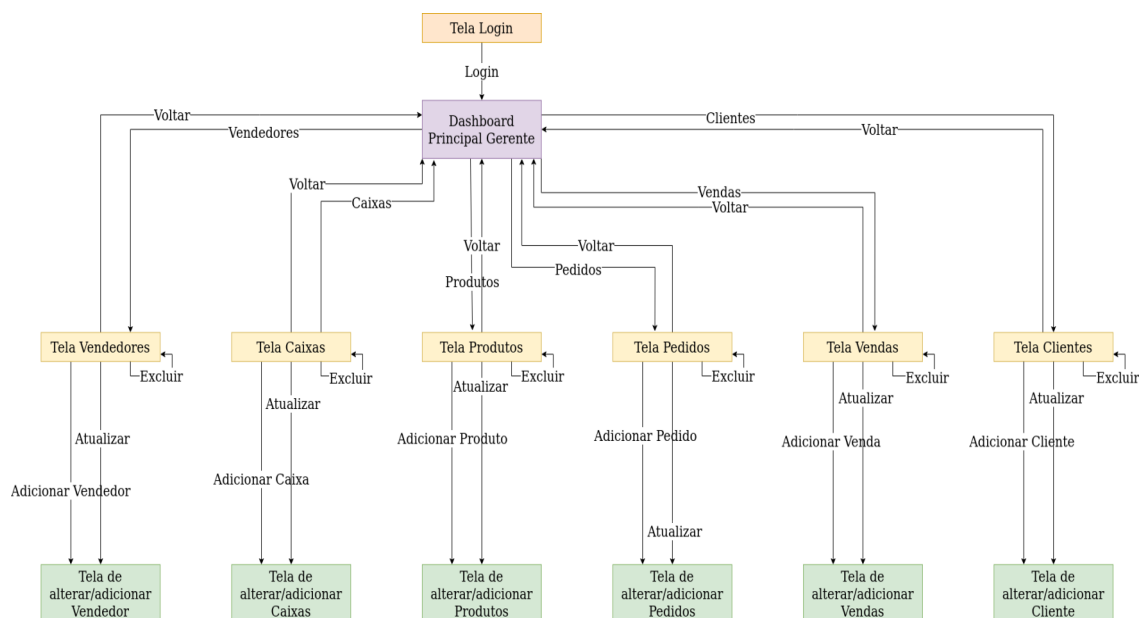 Tela Login
Login
Voltar
Vendedores
Dashboard
Principal Gerente
Clientes
Voltar
Voltar
Caixas
Vendas
Voltar
Voltar
Produtos
Voltar
Pedidos
Tela Vendedores
Tela Caixas
Tela Produtos
Tela Pedidos
Tela Vendas
Tela Clientes
Excluir
Excluir
Excluir
Excluir
Excluir
Excluir
Atualizar
Adicionar Vendedor
Atualizar
Adicionar Caixa
Atualizar
Adicionar Produto
Adicionar Pedido
Atualizar
Atualizar
Adicionar Venda
Atualizar
Adicionar Cliente
Tela de
alterar/adicionar
Vendedor
Tela de
alterar/adicionar
Caixas
Tela de
alterar/adicionar
Produtos
Tela de
alterar/adicionar
Pedidos
Tela de
alterar/adicionar
Vendas
Tela de
alterar/adicionar
Cliente